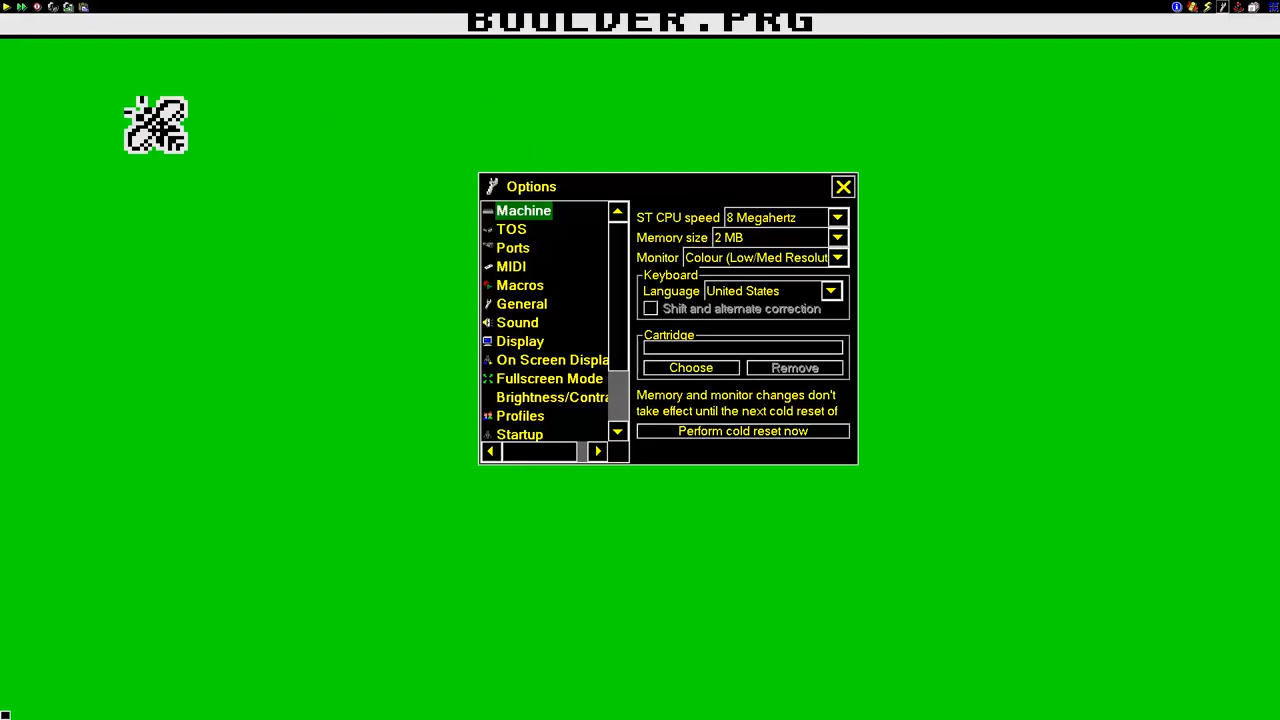 BOULDER.PRG
Options
Machine
TOS
Ports
MIDI
Macros
General
Sound
Display
On Screen Displa
Fullscreen Mode
Brightness/Contra
Profiles
Startup
ST CPU speed 8 Megahertz
Memory size 2 MB
Monitor Colour (Low/Med Resolut
Keyboard
Language United States
Shift and alternate correction
Cartridge
Choose Remove
Memory and monitor changes don't
take effect until the next cold reset of
Perform cold reset now